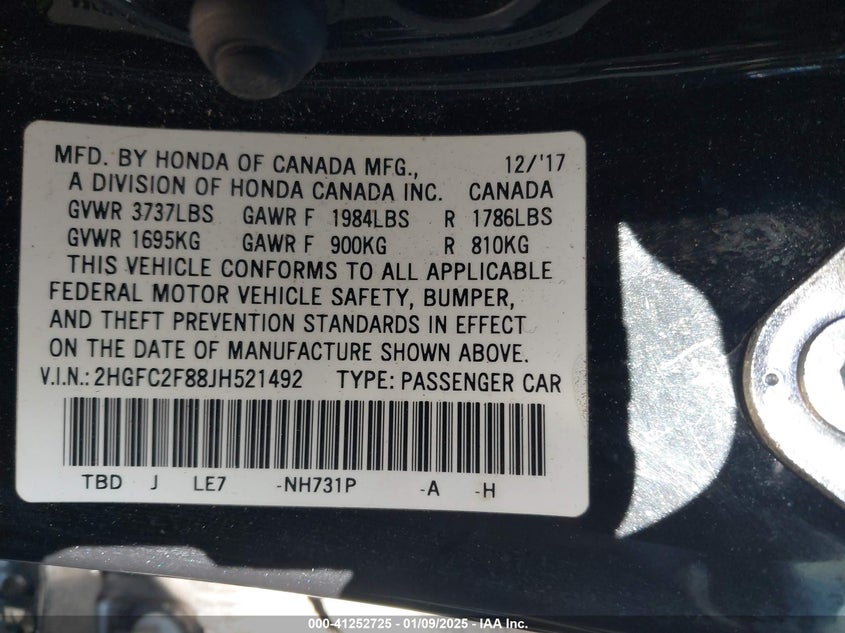 MFD. BY HONDA OF CANADA MFG., 12/'17
A DIVISION OF HONDA CANADA INC. CANADA
GVWR 3737LBS GAWR F 1984LBS R 1786LBS
GVWR 1695KG GAWR F 900KG R 810KG
THIS VEHICLE CONFORMS TO ALL APPLICABLE
FEDERAL MOTOR VEHICLE SAFETY, BUMPER,
AND THEFT PREVENTION STANDARDS IN EFFECT
ON THE DATE OF MANUFACTURE SHOWN ABOVE.
V.I.N.: 2HGFC2F88JH521492 TYPE: PASSENGER CAR
TBD J LE7 -NH731P -A -H
000-41252725 - 01/09/2025 - IAA Inc.